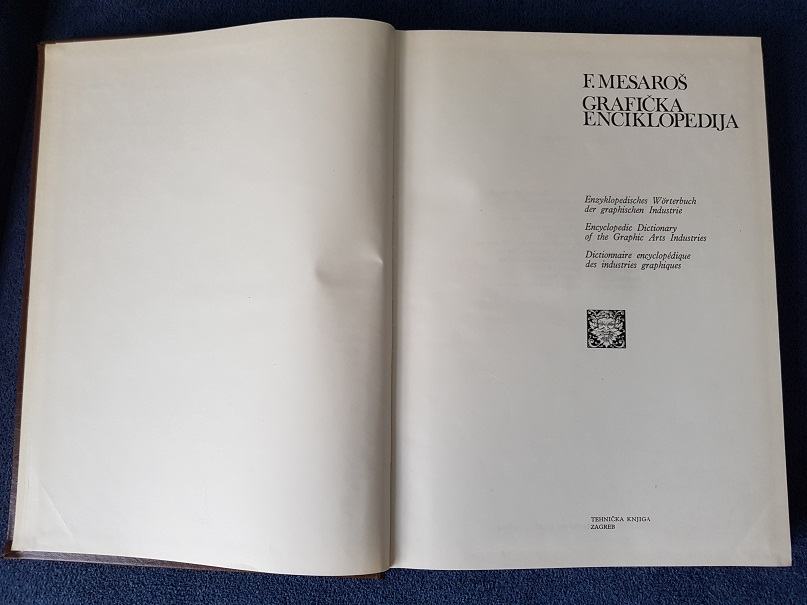 F. MESAROŠ
GRAFIČKA
ENCIKLOPEDIJA
Enzyklopedisches Wörterbuch
der graphischen Industrie
Encyclopedic Dictionary
of the Graphic Arts Industries
Dictionnaire encyclopédique
des industries graphiques
TEHNIČKA KNJIGA
ZAGREB